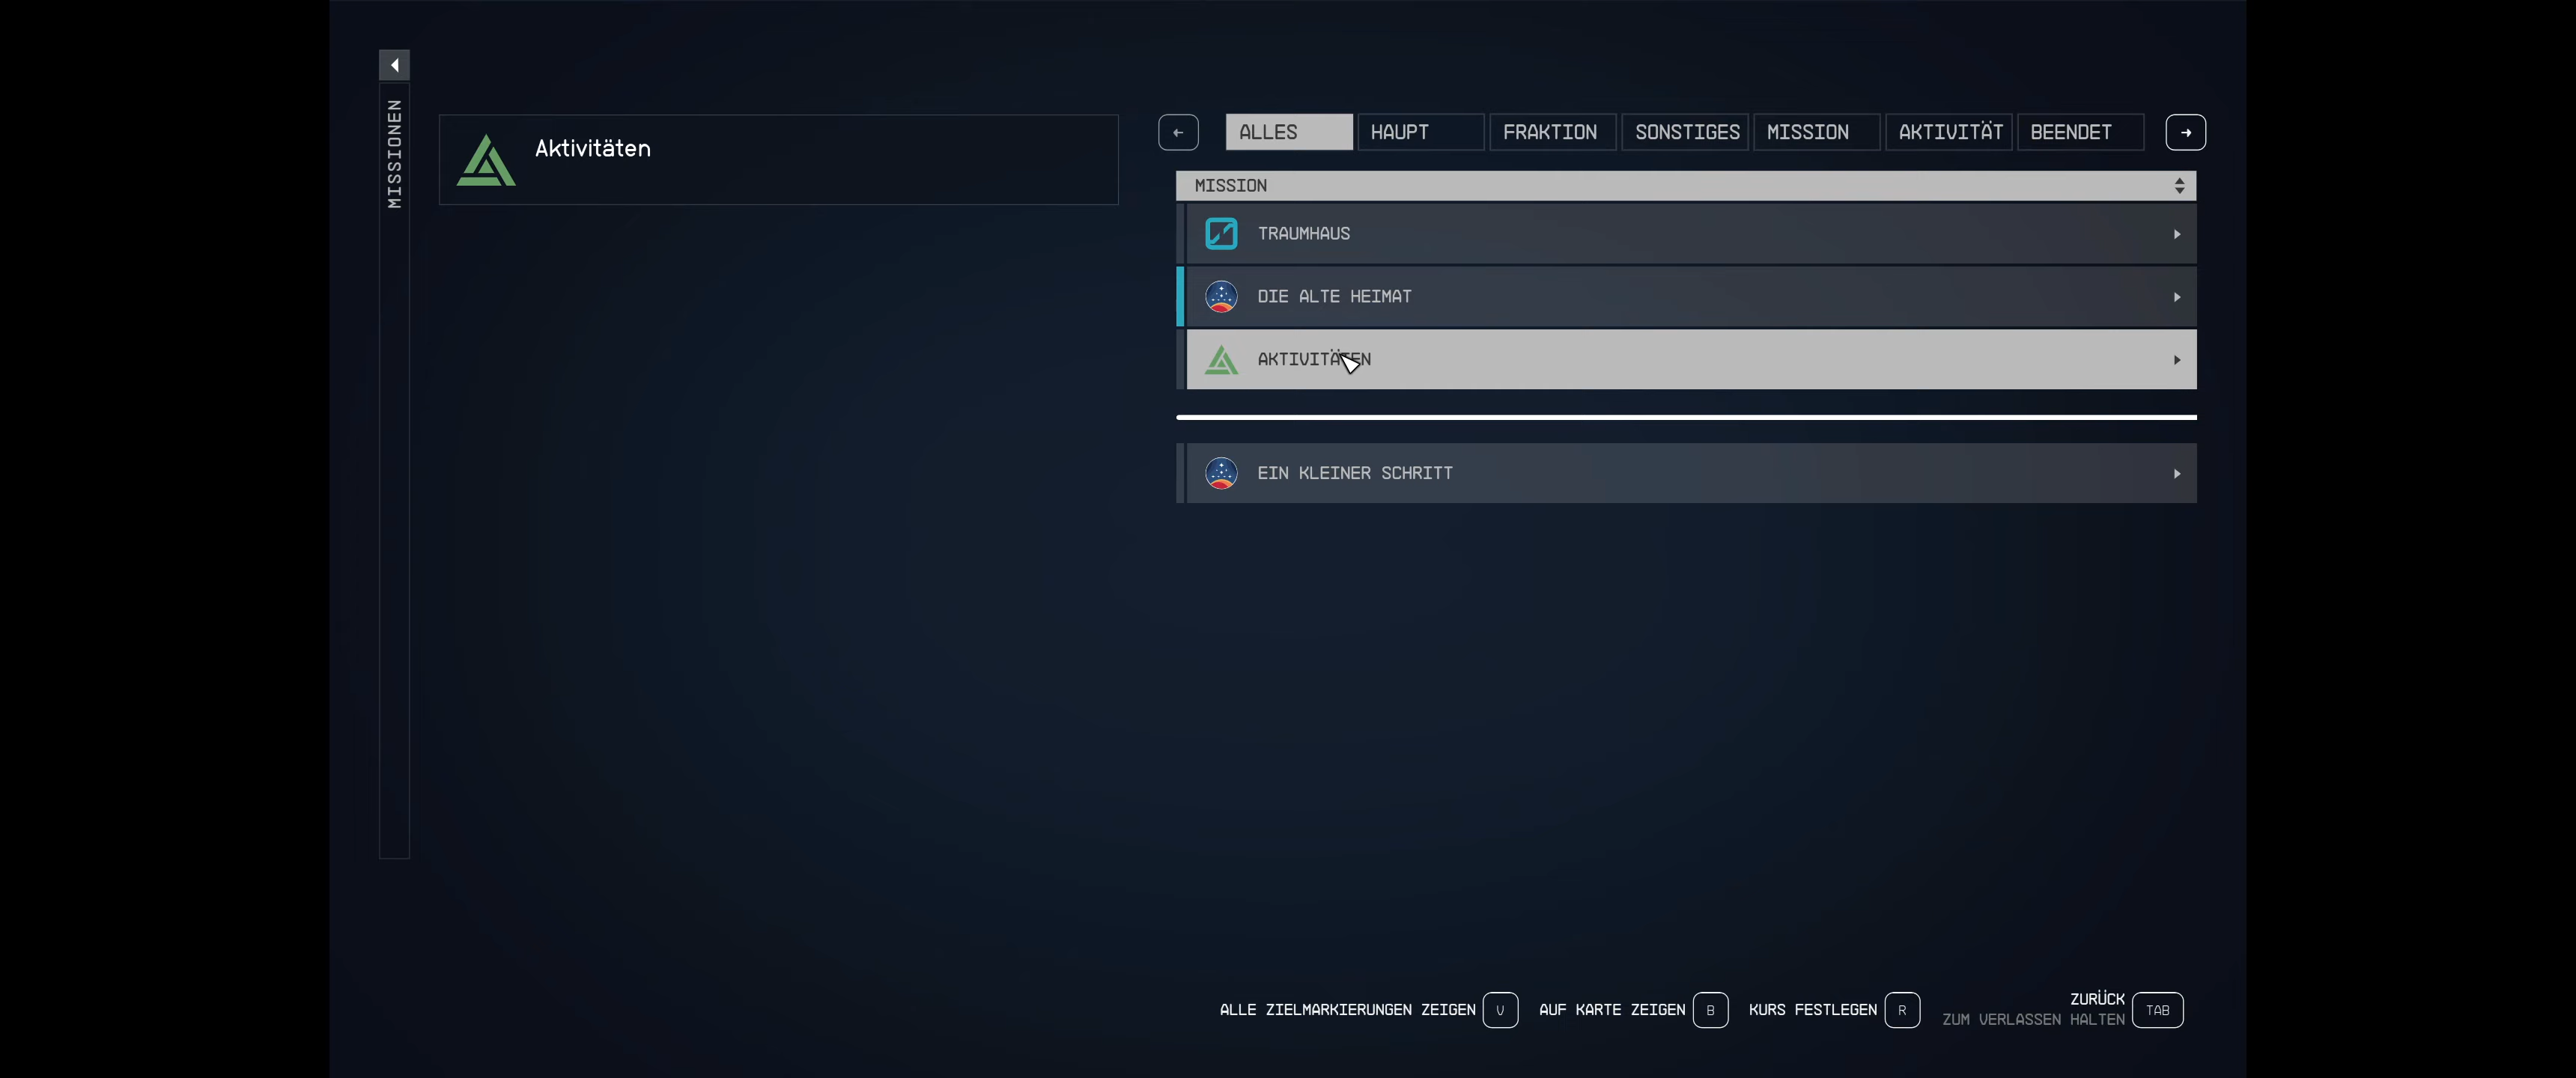 MISSIONEN
Aktivitäten
ALLES HAUPT FRAKTION SONSTIGES MISSION AKTIVITÄT BEENDET
MISSION
TRAUMHAUS
DIE ALTE HEIMAT
AKTIVITÄTEN
EIN KLEINER SCHRITT
ALLE ZIELMARKIERUNGEN ZEIGEN V AUF KARTE ZEIGEN B KURS FESTLEGEN R ZURÜCK TAB
ZUM VERLASSEN HALTEN